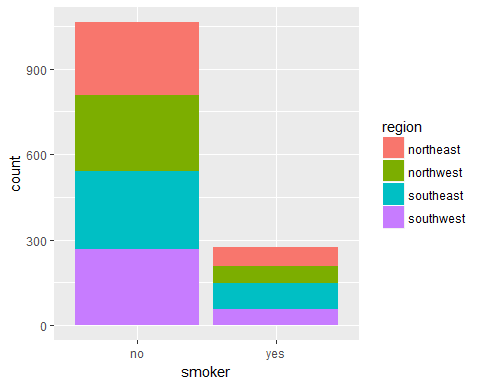 count
900
600
300
0
no yes
smoker
region
northeast
northwest
southeast
southwest